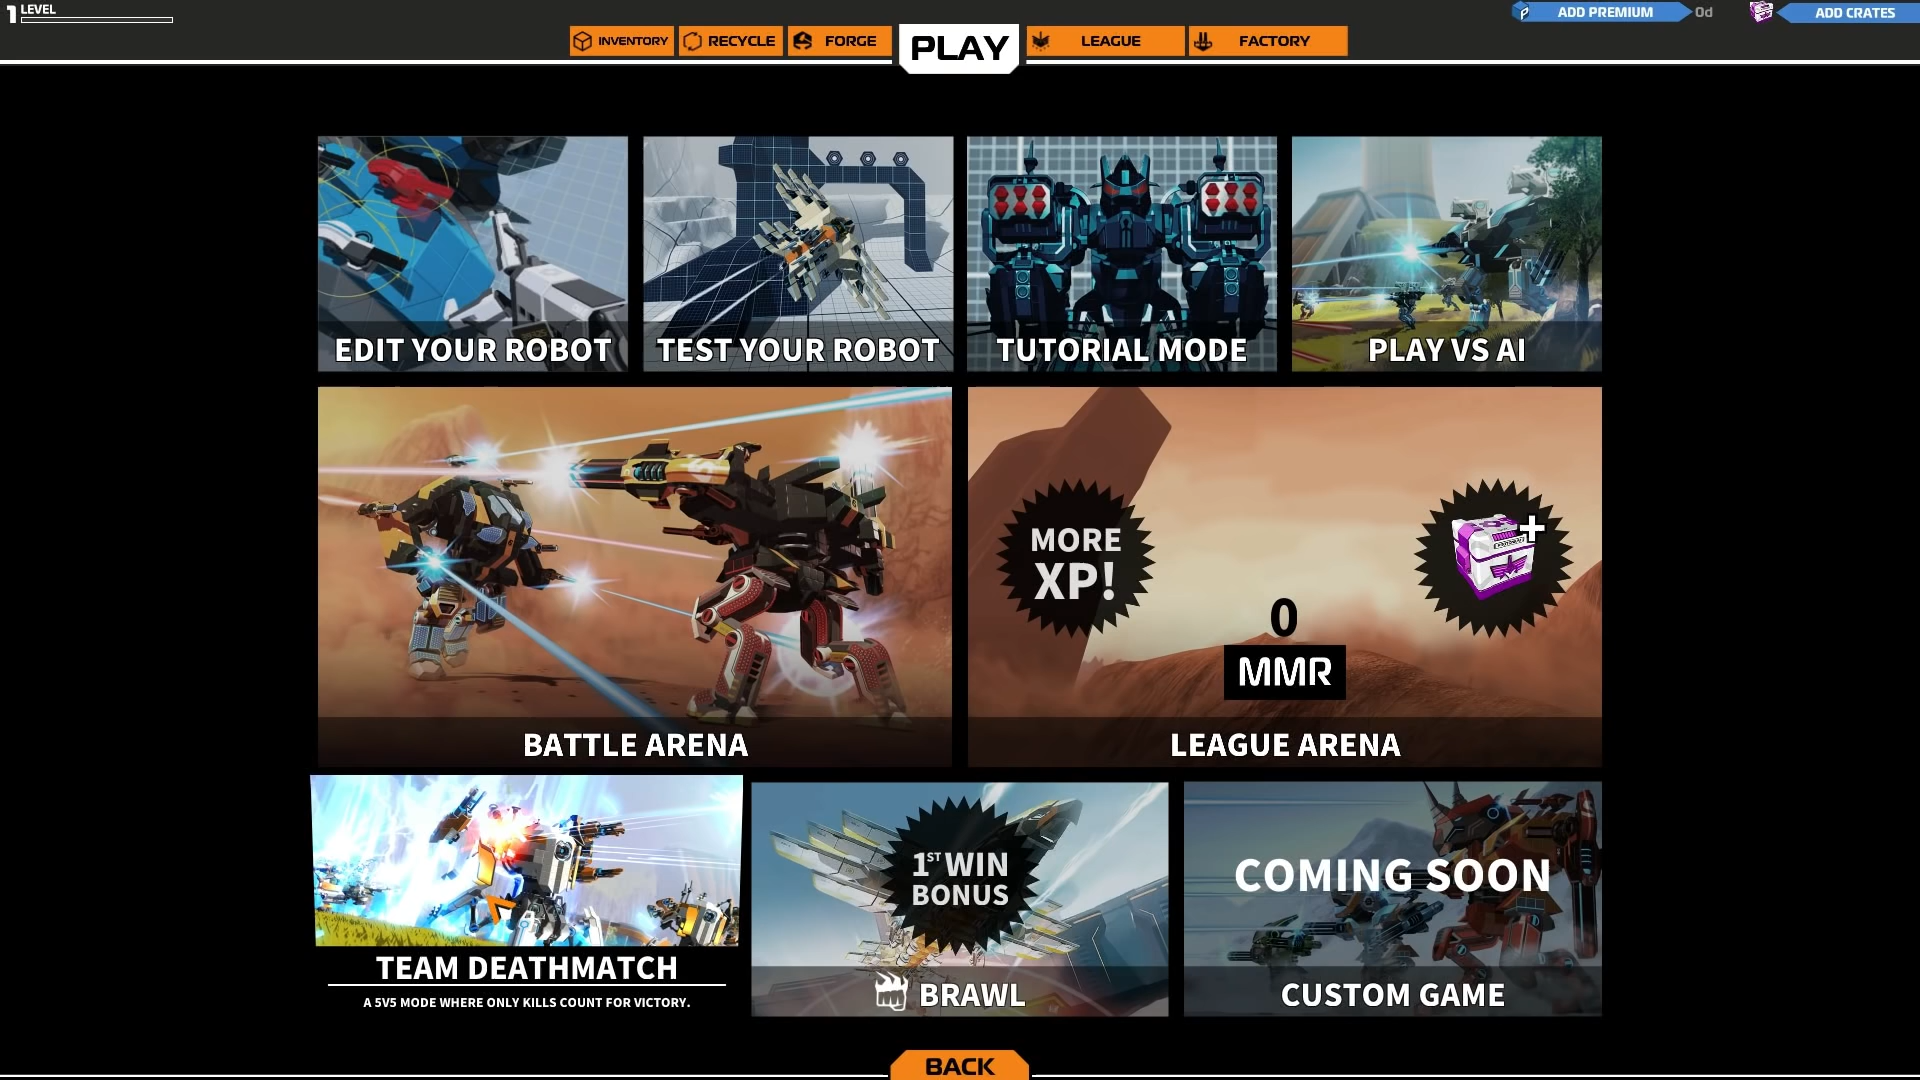 1 LEVEL
ADD PREMIUM 0d
ADD CRATES
INVENTORY
RECYCLE
FORGE
PLAY
LEAGUE
FACTORY
EDIT YOUR ROBOT
TEST YOUR ROBOT
TUTORIAL MODE
PLAY VS AI
MORE
XP!
0
MMR
BATTLE ARENA
LEAGUE ARENA
TEAM DEATHMATCH
A 5V5 MODE WHERE ONLY KILLS COUNT FOR VICTORY.
1ST WIN
BONUS
BRAWL
COMING SOON
CUSTOM GAME
BACK